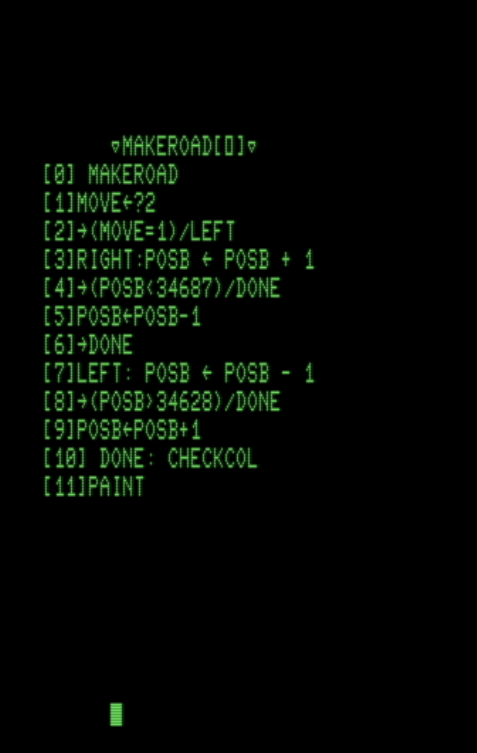 ∇MAKEROAD[⎕]∇
[0] MAKEROAD
[1]MOVE←?2
[2]→(MOVE=1)/LEFT
[3]RIGHT:POSB ← POSB + 1
[4]→(POSB<34687)/DONE
[5]POSB←POSB-1
[6]→DONE
[7]LEFT: POSB ← POSB - 1
[8]→(POSB>34628)/DONE
[9]POSB←POSB+1
[10] DONE: CHECKCOL
[11]PAINT